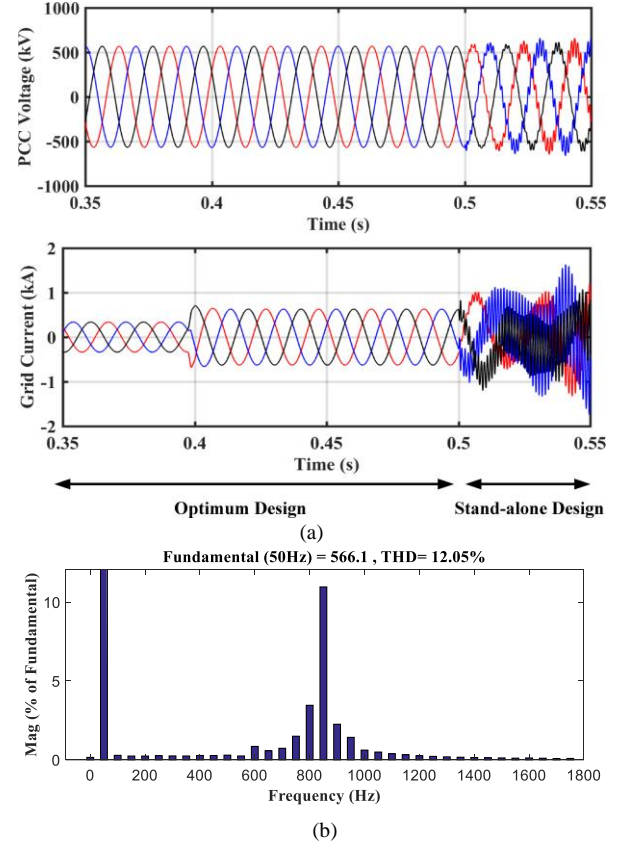 1000
500
0
-500
-1000
PCC Voltage (kV)
0.35 0.4 0.45 0.5 0.55
Time (s)
2
1
0
-1
-2
Grid Current (kA)
0.35 0.4 0.45 0.5 0.55
Time (s)
Optimum Design Stand-alone Design
(a)
Fundamental (50Hz) = 566.1 , THD= 12.05%
10
5
0
Mag (% of Fundamental)
0 200 400 600 800 1000 1200 1400 1600 1800
Frequency (Hz)
(b)